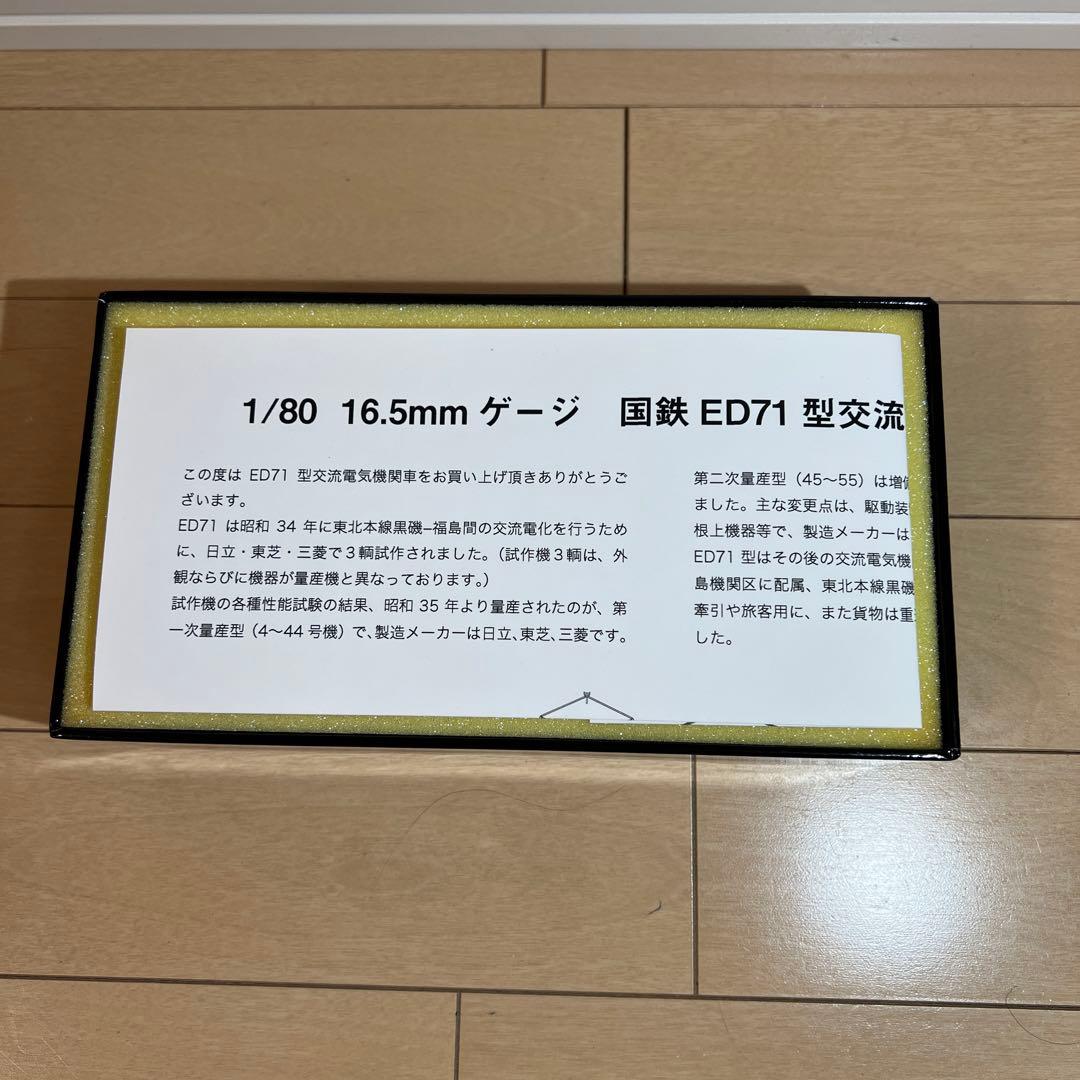 1/80 16.5mm ゲージ 国鉄 ED71 型交流
この度は ED71 型交流電気機関車をお買い上げ頂きありがとうご
ざいます。
ED71 は昭和 34 年に東北本線黒磯–福島間の交流電化を行うため
に、日立・東芝・三菱で3輌試作されました。(試作機3輌は、外
観ならびに機器が量産機と異なっております。)
試作機の各種性能試験の結果、昭和 35 年より量産されたのが、第
一次量産型（4〜44 号機）で、製造メーカーは日立、東芝、三菱です。
第二次量産型（45〜55）は増
ました。主な変更点は、駆動装
根上機器等で、製造メーカーは
ED71 型はその後の交流電気機
島機関区に配属、東北本線黒磯
牽引や旅客用に、また貨物は重
した。